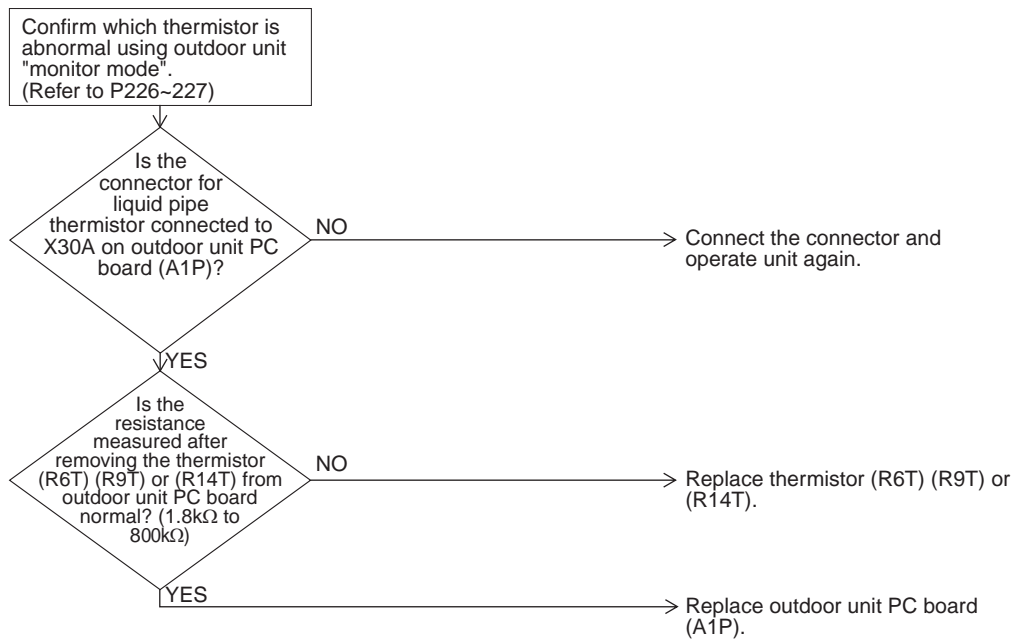 Confirm which thermistor is
abnormal using outdoor unit
"monitor mode".
(Refer to P226~227)
Is the
connector for
liquid pipe
thermistor connected to
X30A on outdoor unit PC
board (A1P)?
NO
Connect the connector and
operate unit again.
YES
Is the
resistance
measured after
removing the thermistor
(R6T) (R9T) or (R14T) from
outdoor unit PC board
normal? (1.8kΩ to
800kΩ)
NO
Replace thermistor (R6T) (R9T) or
(R14T).
YES
Replace outdoor unit PC board
(A1P).